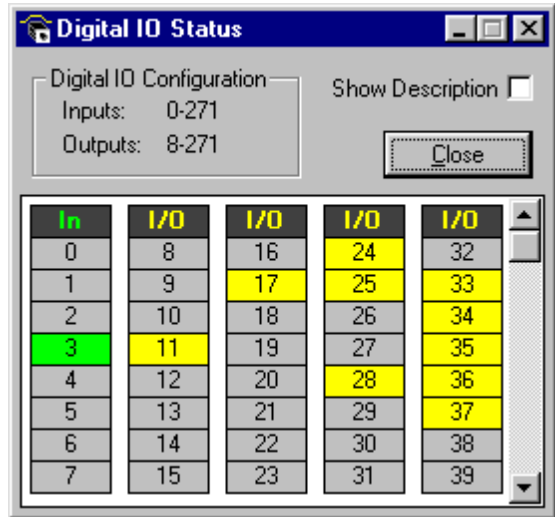 Digital IO Status
Digital IO Configuration
Inputs: 0-271
Outputs: 8-271
Show Description
Close
In I/O I/O I/O I/O
0 8 16 24 32
1 9 17 25 33
2 10 18 26 34
3 11 19 27 35
4 12 20 28 36
5 13 21 29 37
6 14 22 30 38
7 15 23 31 39